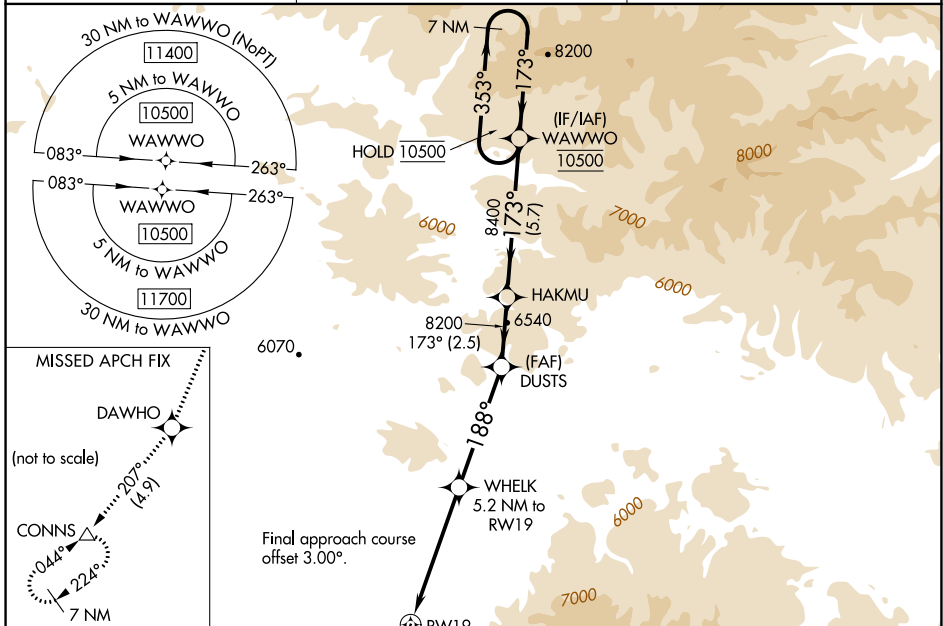 30 NM to WAWWO (NoPT)
11400
5 NM to WAWWO
10500
WAWWO
083°
263°
083°
263°
WAWWO
10500
5 NM to WAWWO
11700
30 NM to WAWWO
7 NM
8200
353°
173°
(IF/IAF)
WAWWO
10500
HOLD 10500
8000
6000
7000
8400
173°
(5.7)
6000
HAKMU
8200
6540
173° (2.5)
6070
(FAF)
DUSTS
188°
WHELK
5.2 NM to
RW19
6000
Final approach course
offset 3.00°.
7000
RW19
MISSED APCH FIX
DAWHO
(not to scale)
207°
(4.9)
CONNS
044°
224°
7 NM